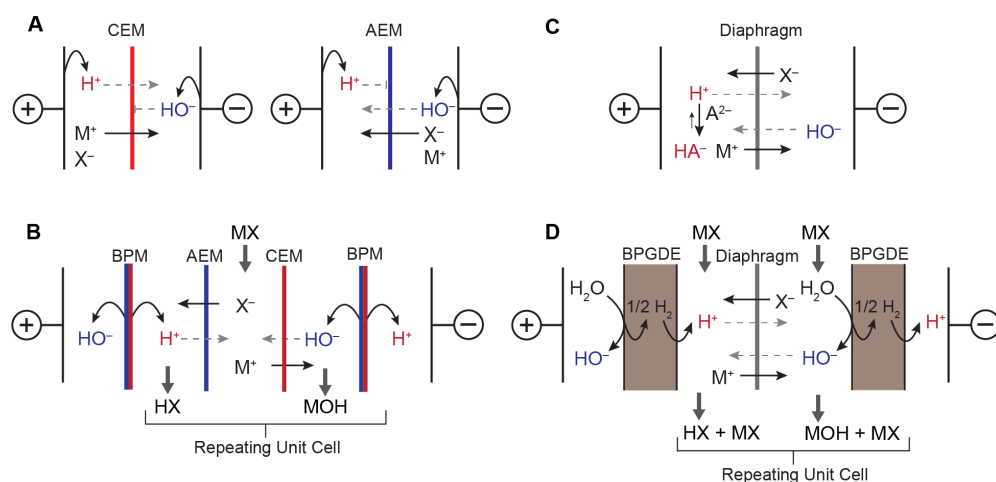 A
CEM
H⁺
HO⁻
M⁺
X⁻
+
−
AEM
H⁺
HO⁻
X⁻
M⁺
+
−
C
Diaphragm
X⁻
H⁺
A²⁻
HO⁻
HA⁻
M⁺
+
−
B
MX
BPM
AEM
CEM
BPM
X⁻
HO⁻
H⁺
HO⁻
H⁺
M⁺
+
−
HX
MOH
Repeating Unit Cell
D
MX
MX
BPGDE
Diaphragm
BPGDE
H₂O
X⁻
H₂O
1/2 H₂
H⁺
1/2 H₂
H⁺
HO⁻
HO⁻
M⁺
+
−
HX + MX
MOH + MX
Repeating Unit Cell